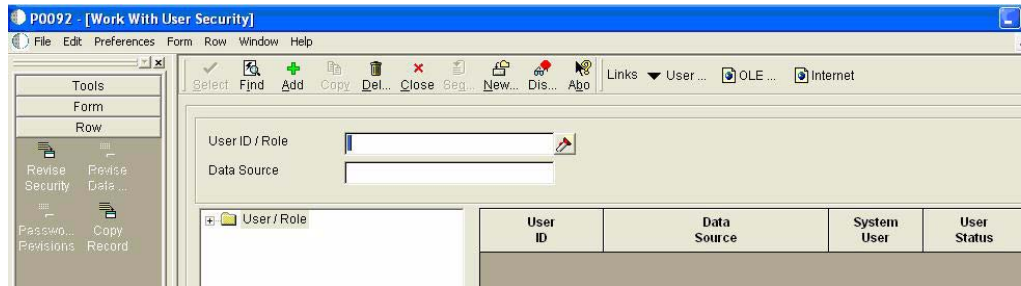 P0092 - [Work With User Security]
File Edit Preferences Form Row Window Help
Tools
Form
Row
Revise Security
Revise Data ...
Passwo... Revisions
Copy Record
Select Find Add Copy Del... Close Seq... New... Dis... Abo
Links User ... OLE ... Internet
User ID / Role
Data Source
User / Role
User ID
Data Source
System User
User Status